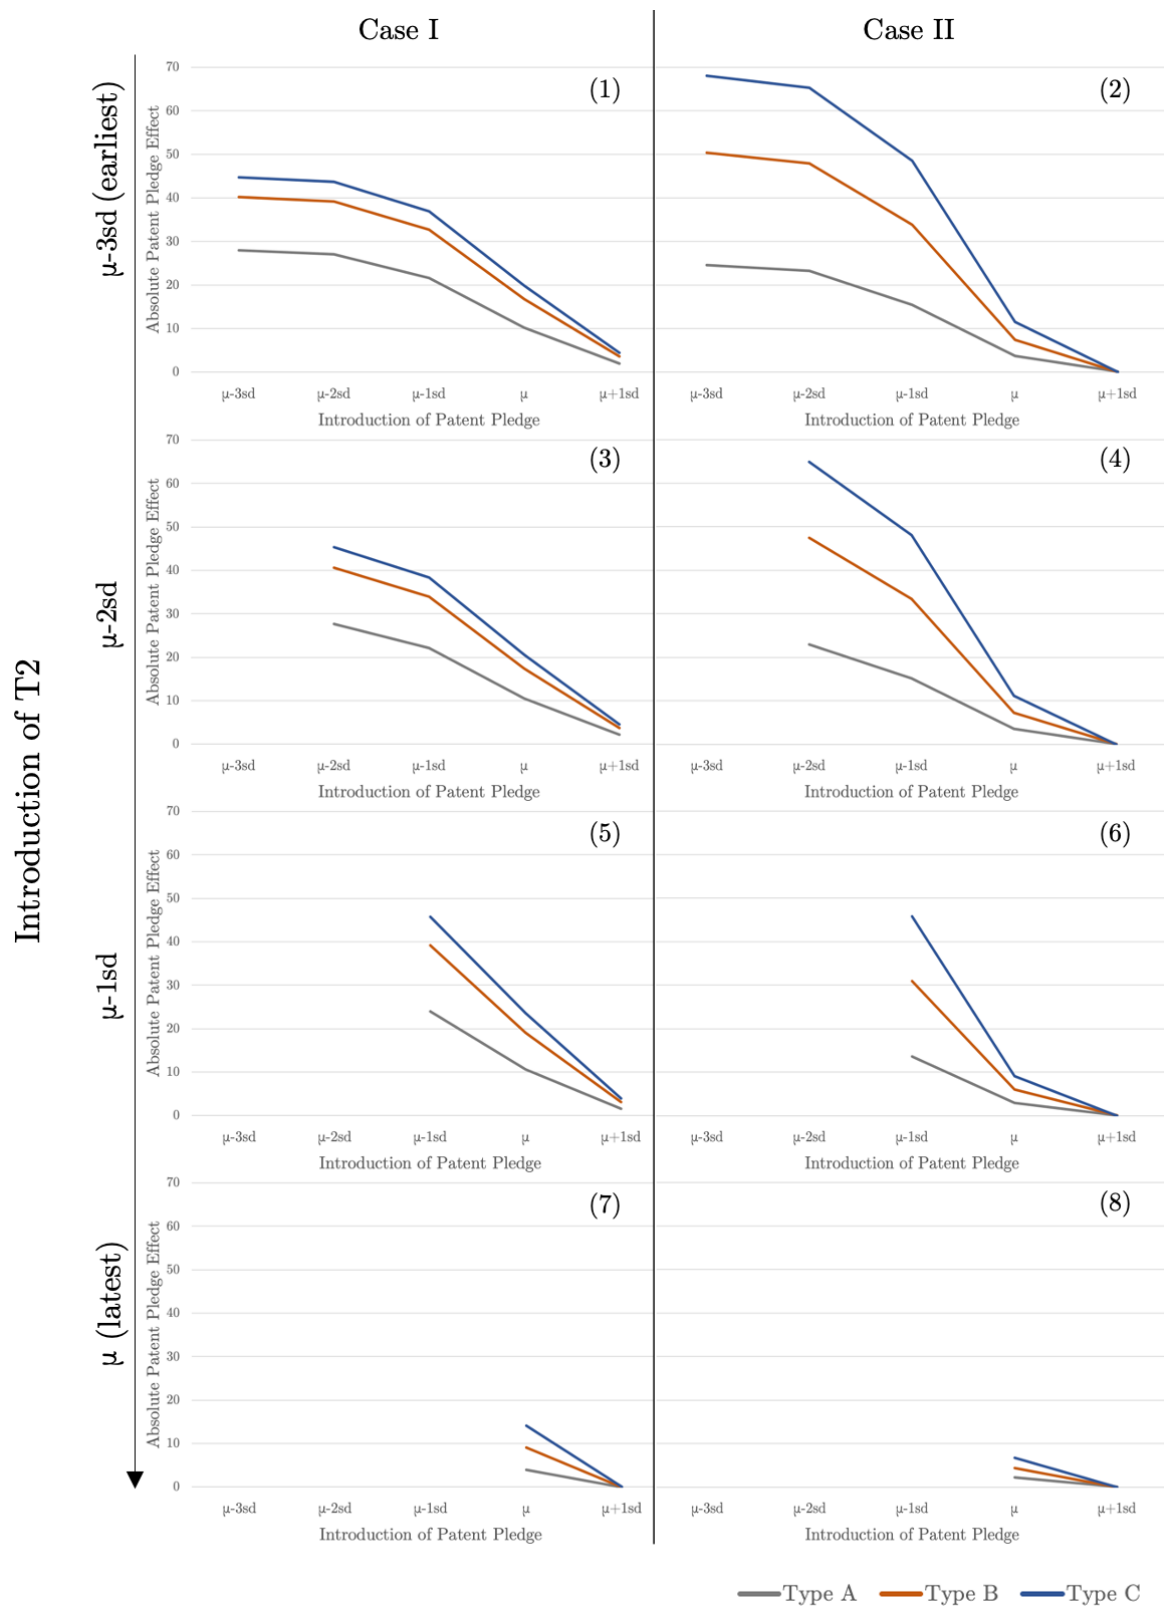 Case I
Case II
Introduction of T2
μ-3sd (earliest)
μ-2sd
μ-1sd
μ (latest)
(1)
Absolute Patent Pledge Effect
70
60
50
40
30
20
10
0
μ-3sd μ-2sd μ-1sd μ μ+1sd
Introduction of Patent Pledge
(2)
μ-3sd μ-2sd μ-1sd μ μ+1sd
Introduction of Patent Pledge
(3)
Absolute Patent Pledge Effect
70
60
50
40
30
20
10
0
μ-3sd μ-2sd μ-1sd μ μ+1sd
Introduction of Patent Pledge
(4)
μ-3sd μ-2sd μ-1sd μ μ+1sd
Introduction of Patent Pledge
(5)
Absolute Patent Pledge Effect
70
60
50
40
30
20
10
0
μ-3sd μ-2sd μ-1sd μ μ+1sd
Introduction of Patent Pledge
(6)
μ-3sd μ-2sd μ-1sd μ μ+1sd
Introduction of Patent Pledge
(7)
Absolute Patent Pledge Effect
70
60
50
40
30
20
10
0
μ-3sd μ-2sd μ-1sd μ μ+1sd
Introduction of Patent Pledge
(8)
μ-3sd μ-2sd μ-1sd μ μ+1sd
Introduction of Patent Pledge
Type A Type B Type C